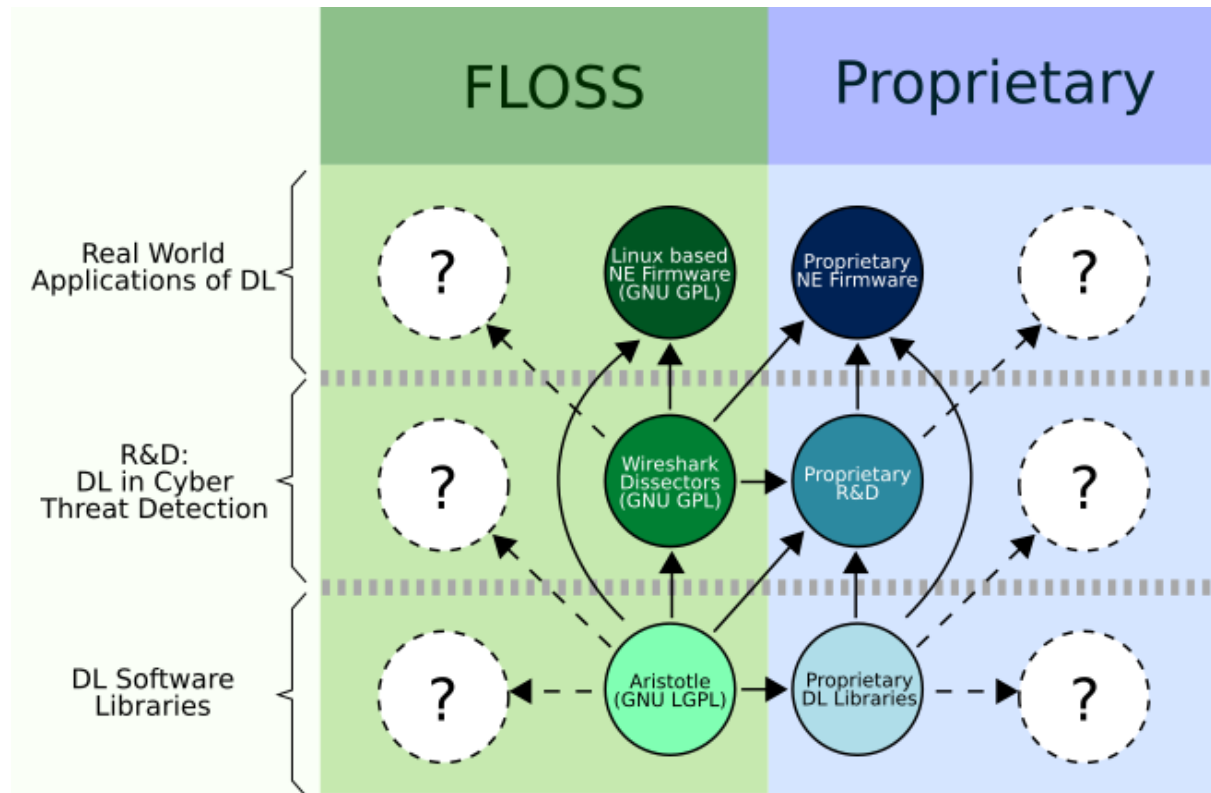 FLOSS
Proprietary
Real World
Applications of DL
?
Linux based
NE Firmware
(GNU GPL)
Proprietary
NE Firmware
?
R&D:
DL in Cyber
Threat Detection
?
Wireshark
Dissectors
(GNU GPL)
Proprietary
R&D
?
DL Software
Libraries
?
Aristotle
(GNU LGPL)
Proprietary
DL Libraries
?